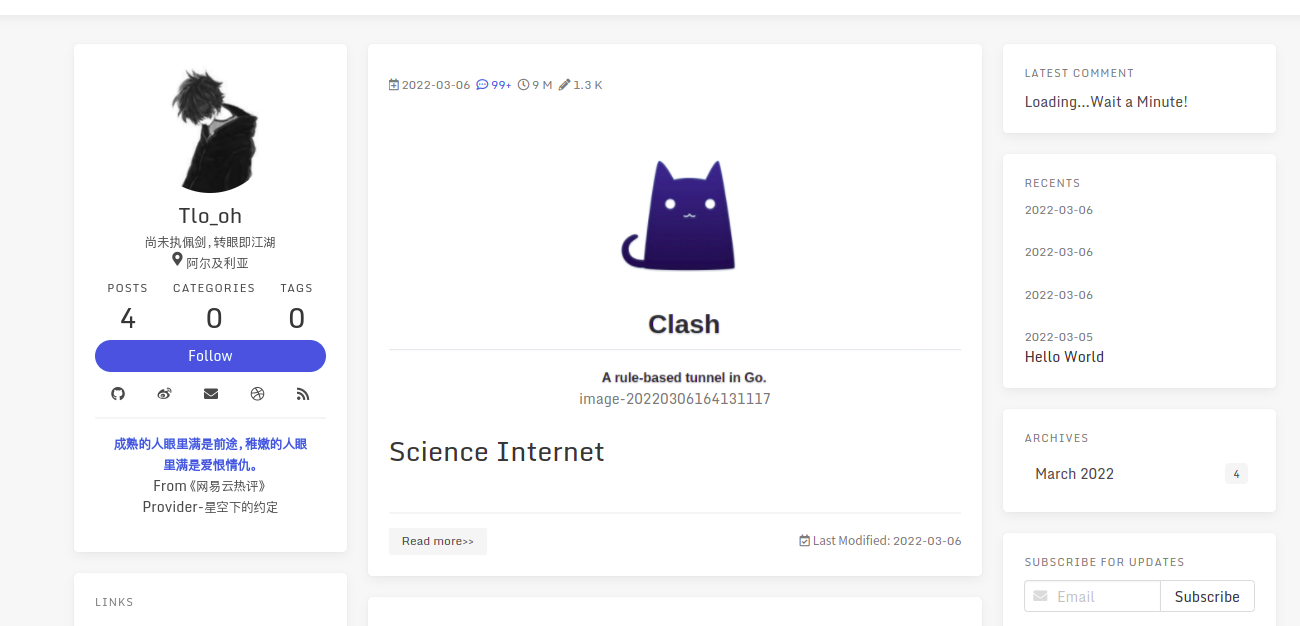 Tlo_oh
尚未执佩剑,转眼即江湖
阿尔及利亚
POSTS CATEGORIES TAGS
4 0 0
Follow
成熟的人眼里满是前途,稚嫩的人眼
里满是爱恨情仇。
From《网易云热评》
Provider-星空下的约定
LINKS
2022-03-06 99+ 9 M 1.3 K
Clash
A rule-based tunnel in Go.
image-20220306164131117
Science Internet
Read more>>
Last Modified: 2022-03-06
LATEST COMMENT
Loading...Wait a Minute!
RECENTS
2022-03-06
2022-03-06
2022-03-06
2022-03-05
Hello World
ARCHIVES
March 2022 4
SUBSCRIBE FOR UPDATES
Email Subscribe